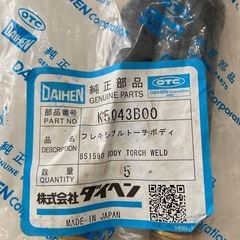 DAIHEN
OTC
純正部品
GENUINE PARTS
部品番号
PART NO.
K5043B00
品名
DESCRIPTION
フレキシブルトーチボディ
851580 BODY TORCH WELD
数量
QUANTITY
5
株式会社ダイヘン
MADE IN JAPAN